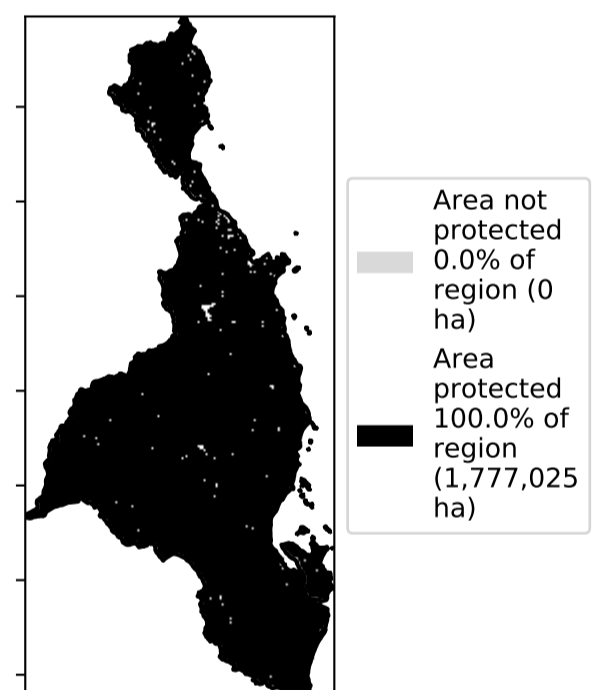 Area not
protected
0.0% of
region (0
ha)
Area
protected
100.0% of
region
(1,777,025
ha)